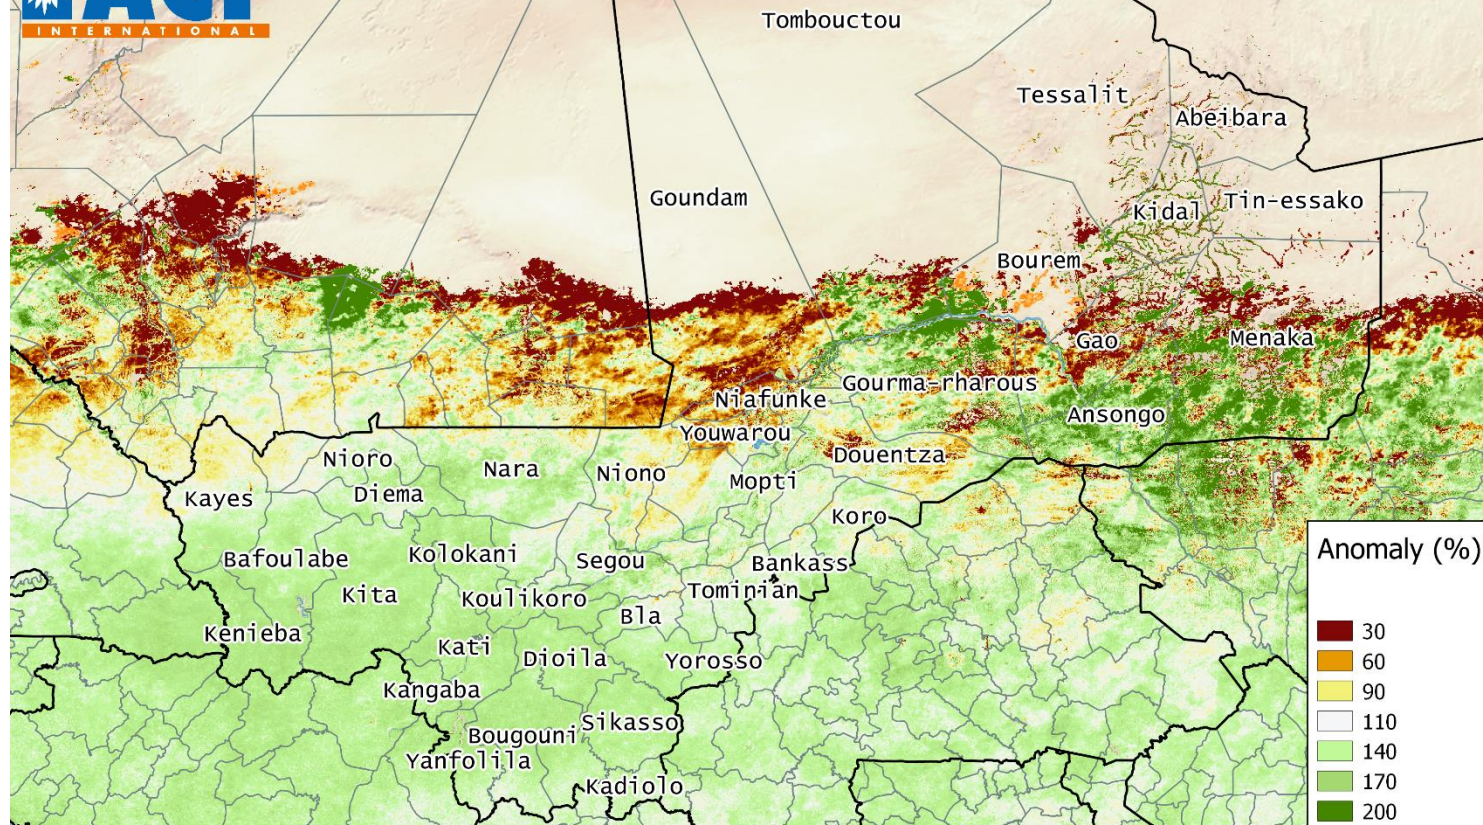 INTERNATIONAL
Tombouctou
Tessalit
Abeibara
Goundam
Kidal
Tin-essako
Bourem
Gao
Menaka
Gourma-rharous
Niafunke
Ansongo
Youwarou
Douentza
Nioro
Nara
Niono
Mopti
Kayes
Diema
Koro
Bafoulabe
Kolokani
Segou
Bankass
Kita
Koulikoro
Tominian
Bla
Kenieba
Kati
Dioila
Yorosso
Kangaba
Sikasso
Bougouni
Yanfolila
Kadiolo
Anomaly (%)
30
60
90
110
140
170
200